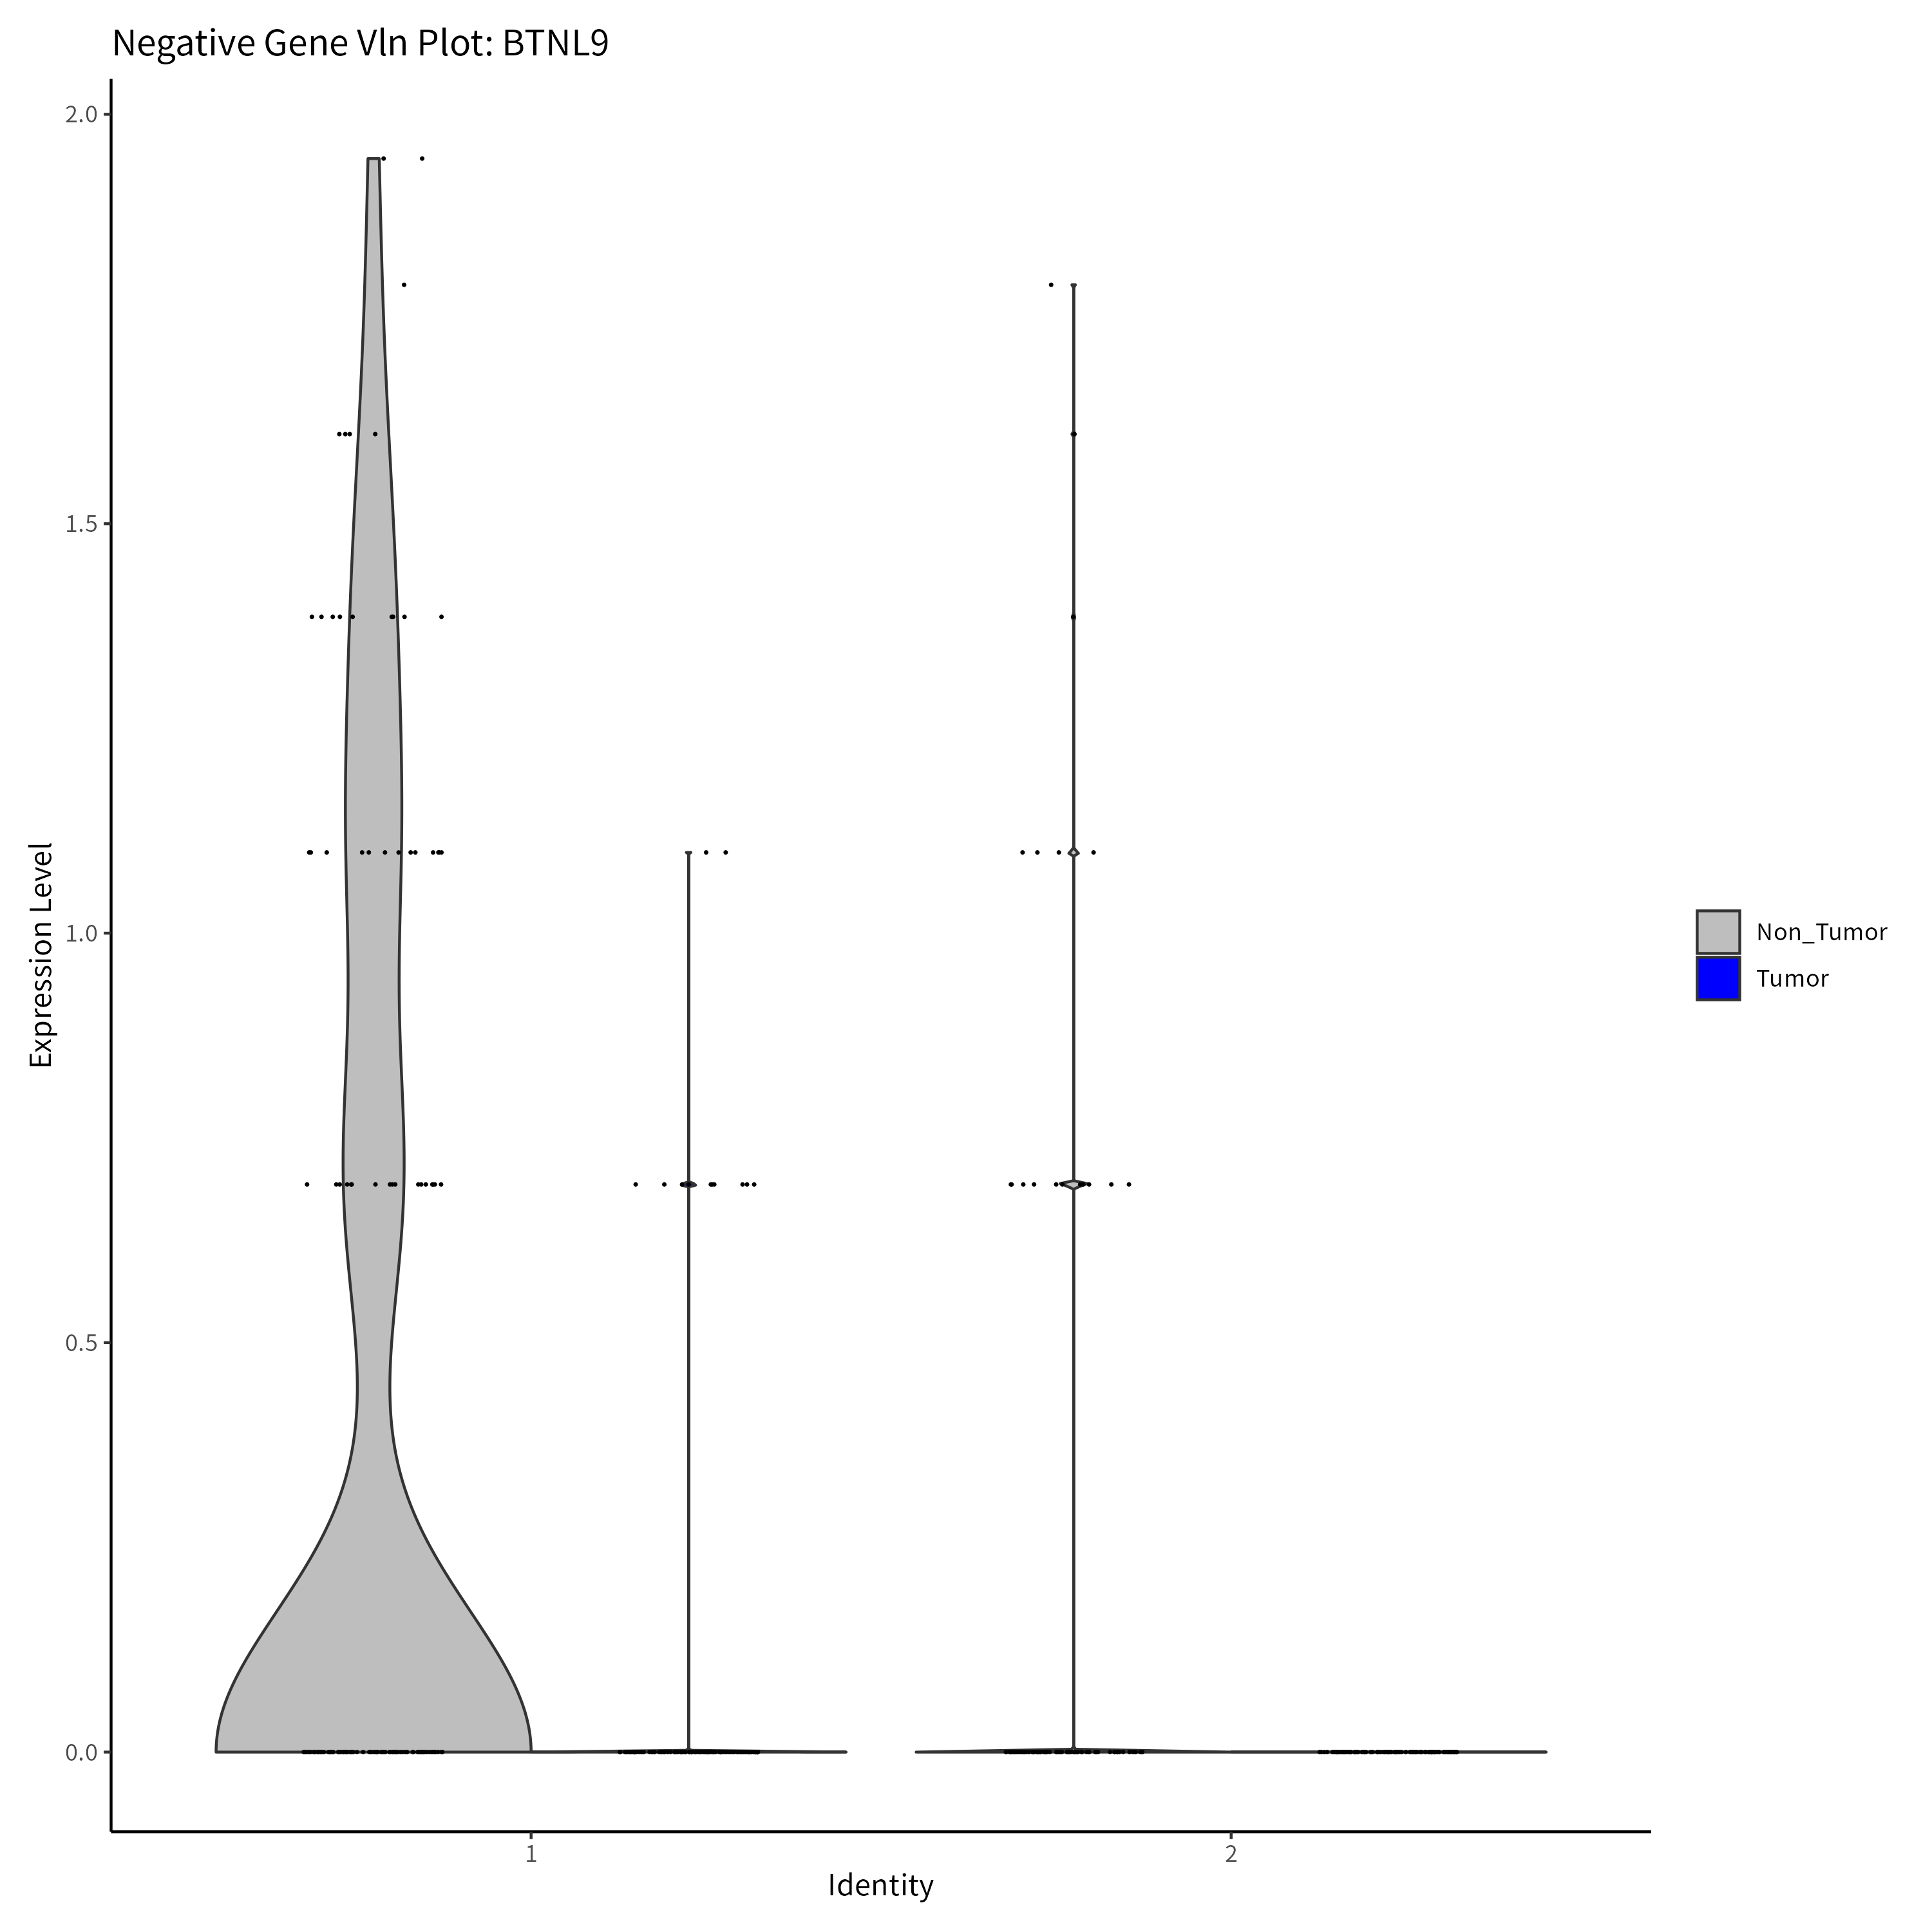 Negative Gene Vln Plot: BTNL9
2.0
1.5
1.0
0.5
0.0
Expression Level
1
2
Identity
Non_Tumor
Tumor